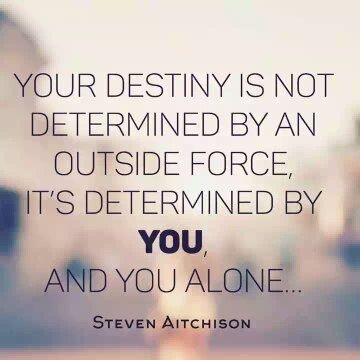 YOUR DESTINY IS NOT
DETERMINED BY AN
OUTSIDE FORCE,
IT'S DETERMINED BY
YOU,
AND YOU ALONE...
STEVEN AITCHISON